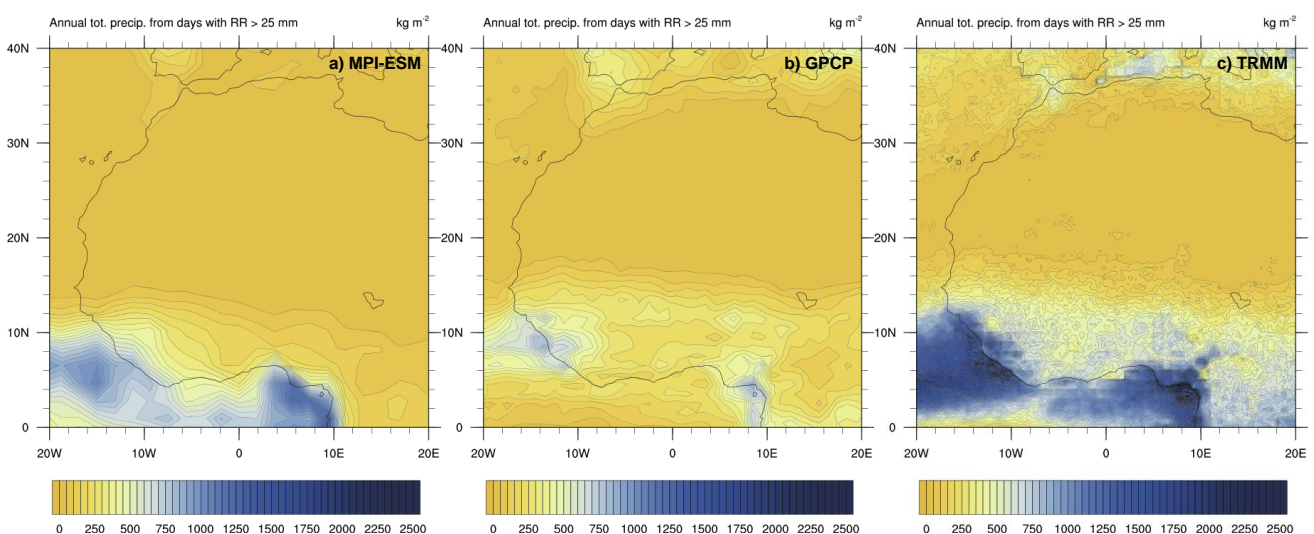 Annual tot. precip. from days with RR > 25 mm kg m⁻²
a) MPI-ESM
40N
30N
20N
10N
0
20W 10W 0 10E 20E
0 250 500 750 1000 1250 1500 1750 2000 2250 2500
Annual tot. precip. from days with RR > 25 mm kg m⁻²
b) GPCP
40N
30N
20N
10N
0
20W 10W 0 10E 20E
0 250 500 750 1000 1250 1500 1750 2000 2250 2500
Annual tot. precip. from days with RR > 25 mm kg m⁻²
c) TRMM
40N
30N
20N
10N
0
20W 10W 0 10E 20E
0 250 500 750 1000 1250 1500 1750 2000 2250 2500